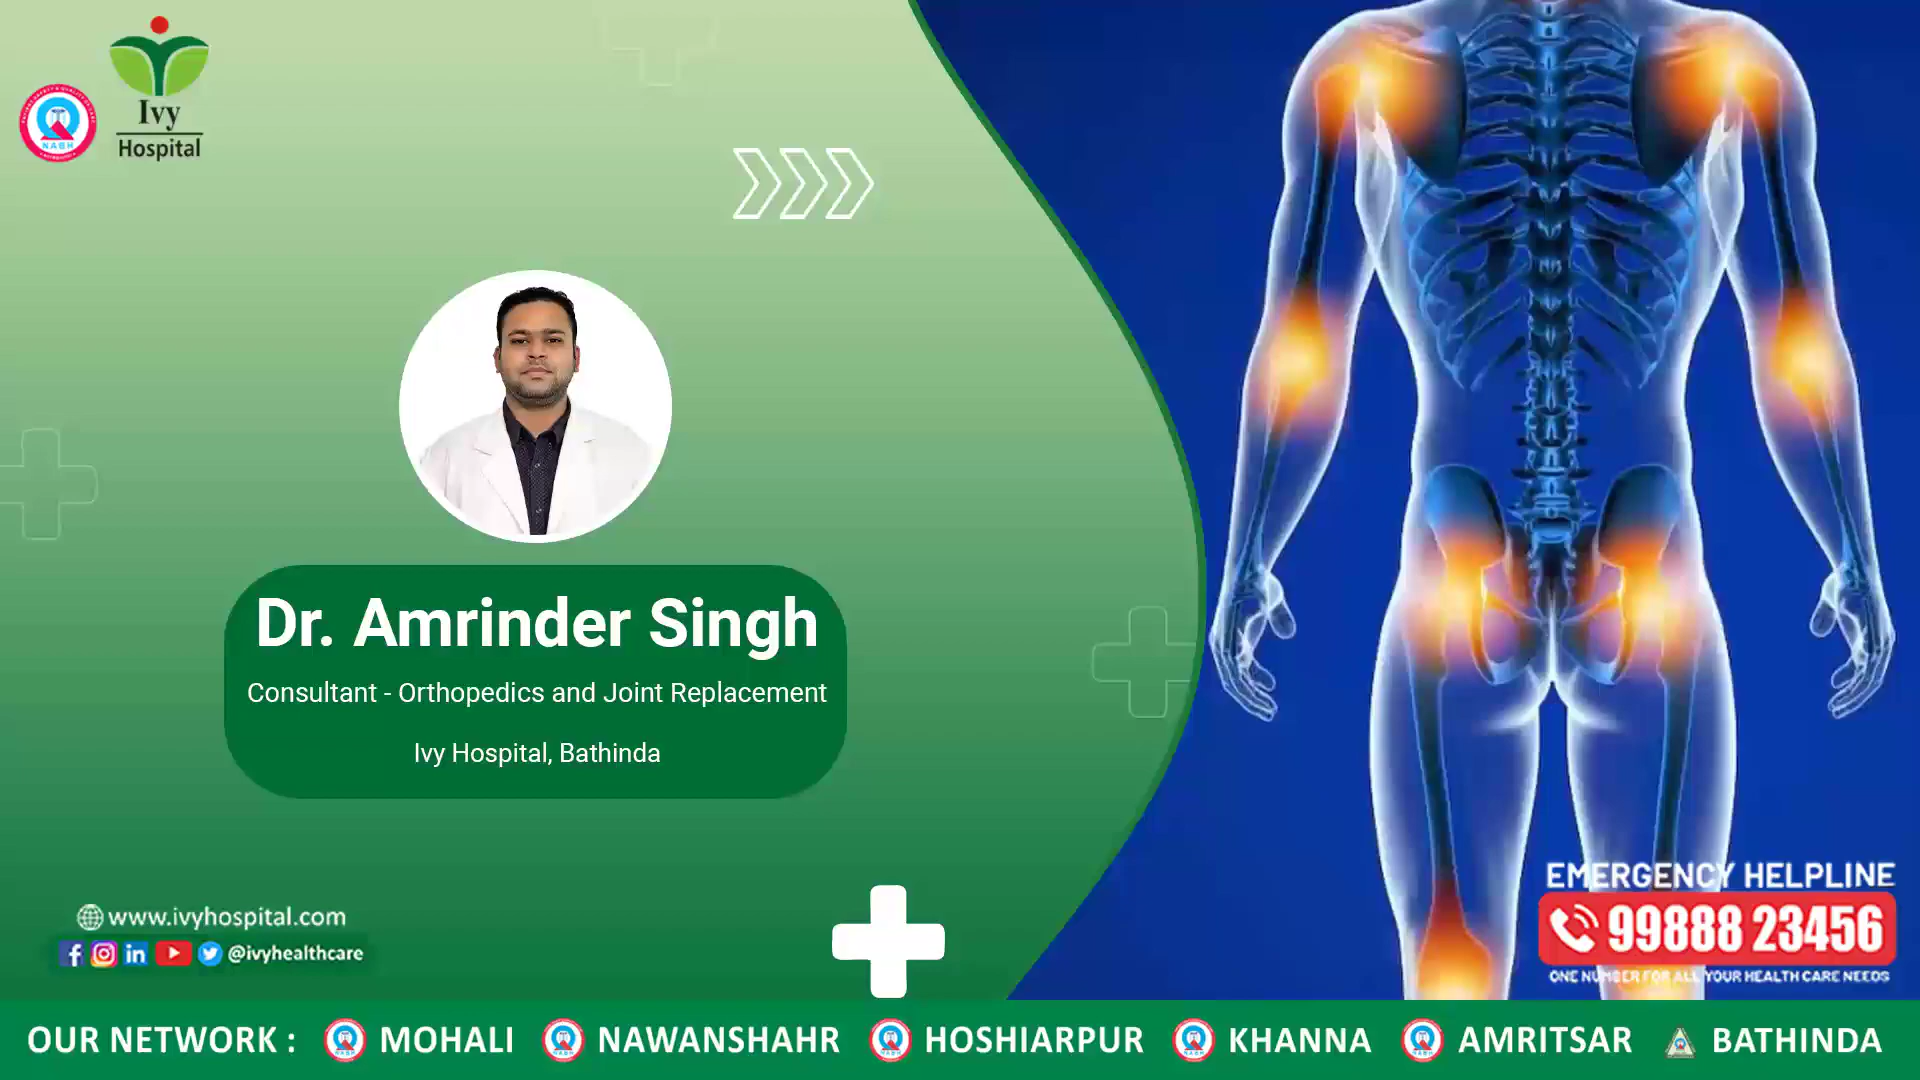 Ivy
Hospital
NABH
Dr. Amrinder Singh
Consultant - Orthopedics and Joint Replacement
Ivy Hospital, Bathinda
www.ivyhospital.com
@ivyhealthcare
EMERGENCY HELPLINE
99888 23456
ONE NUMBER FOR ALL YOUR HEALTH CARE NEEDS
OUR NETWORK : MOHALI NAWANSHAHR HOSHIARPUR KHANNA AMRITSAR BATHINDA